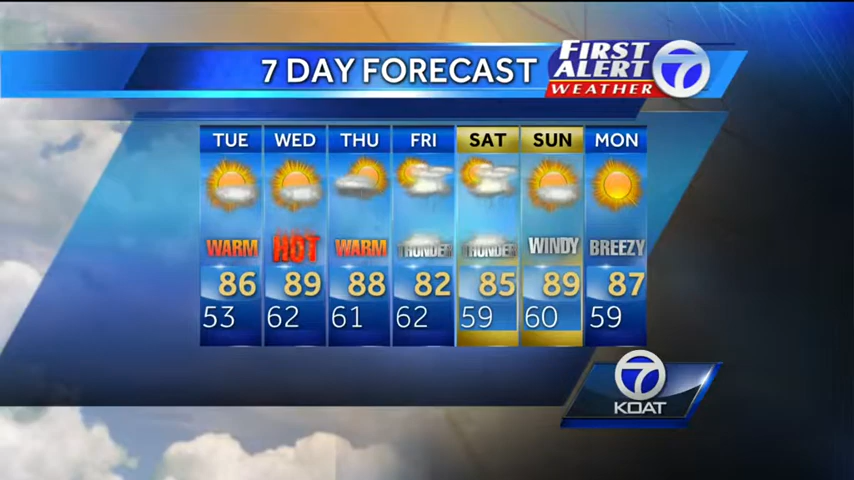 7 DAY FORECAST
FIRST ALERT WEATHER 7
TUE WED THU FRI SAT SUN MON
WARM HOT WARM THUNDER THUNDER WINDY BREEZY
86 89 88 82 85 89 87
53 62 61 62 59 60 59
7
KOAT